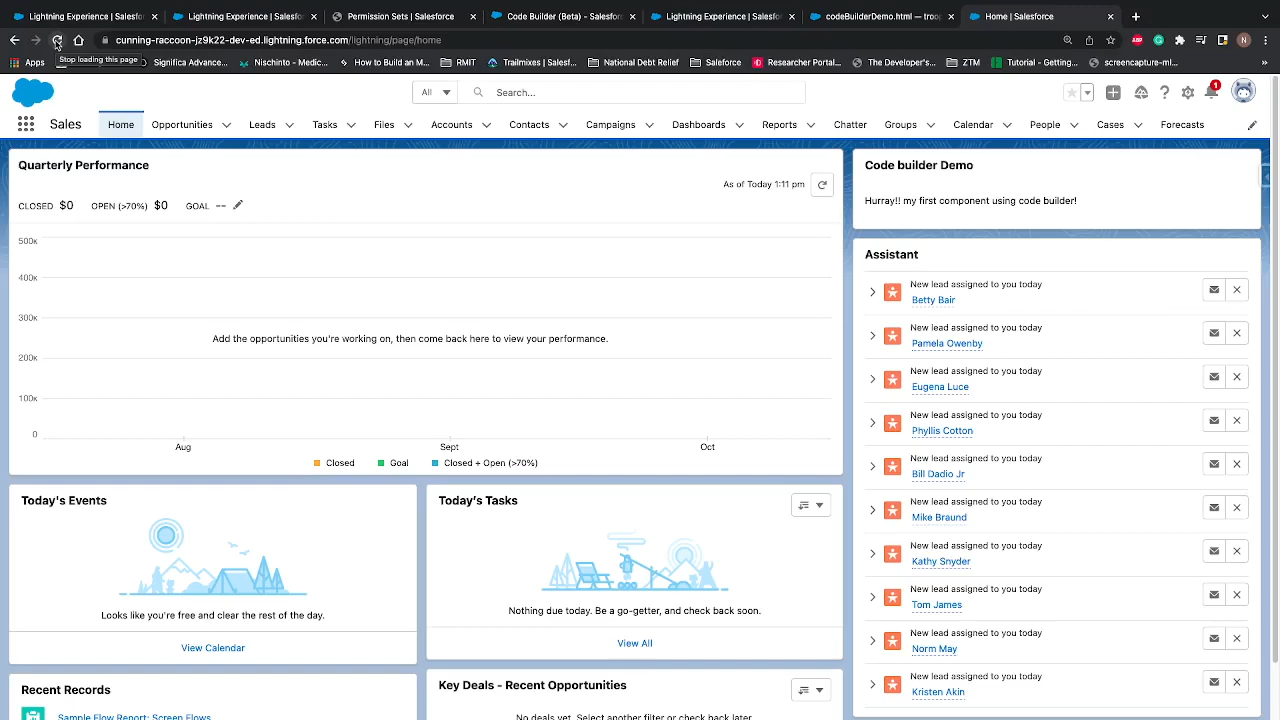 Lightning Experience | Salesfo
Lightning Experience | Salesfo
Permission Sets | Salesforce
Code Builder (Beta) - Salesfo
Lightning Experience | Salesfo
codeBuilderDemo.html — troop
Home | Salesforce
cunning-raccoon-jz9k22-dev-ed.lightning.force.com/lightning/page/home
Stop loading this page
Apps
Significa Advance...
Nischinto - Medic...
How to Build an M...
RMIT
Trailmixes | Salesf...
National Debt Relief
Saleforce
Researcher Portal...
The Developer's...
ZTM
Tutorial - Getting...
screencapture-ml...
»
All
Search...
1
Sales
Home
Opportunities
Leads
Tasks
Files
Accounts
Contacts
Campaigns
Dashboards
Reports
Chatter
Groups
Calendar
People
Cases
Forecasts
Quarterly Performance
As of Today 1:11 pm
CLOSED $0 OPEN (>70%) $0 GOAL --
500K
400K
300K
200K
100K
0
Add the opportunities you're working on, then come back here to view your performance.
Aug Sept Oct
Closed Goal Closed + Open (>70%)
Code builder Demo
Hurray!! my first component using code builder!
Assistant
New lead assigned to you today
Betty Bair
New lead assigned to you today
Pamela Owenby
New lead assigned to you today
Eugena Luce
New lead assigned to you today
Phyllis Cotton
New lead assigned to you today
Bill Dadio Jr
New lead assigned to you today
Mike Braund
New lead assigned to you today
Kathy Snyder
New lead assigned to you today
Tom James
New lead assigned to you today
Norm May
New lead assigned to you today
Kristen Akin
Today's Events
Looks like you're free and clear the rest of the day.
View Calendar
Today's Tasks
Nothing due today. Be a go-getter, and check back soon.
View All
Recent Records
Sample Flow Report: Screen Flows
Key Deals - Recent Opportunities
No deals yet. Select another filter or check back later.